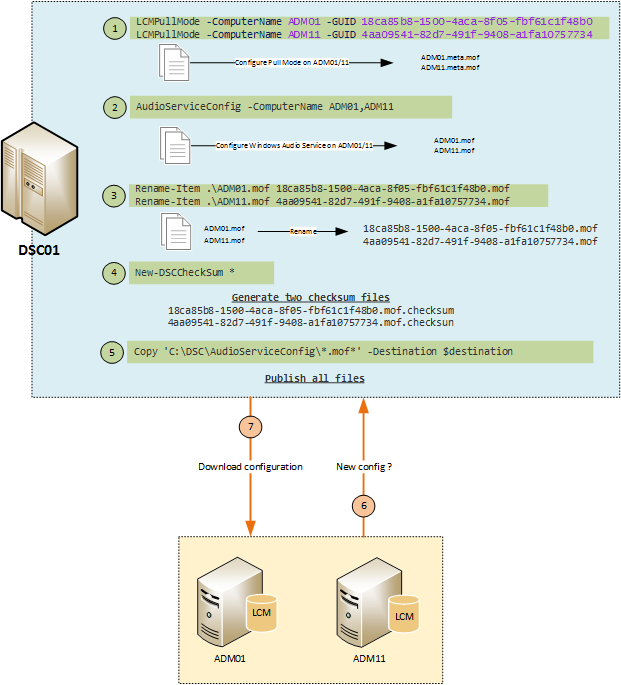 1
LCMPullMode -ComputerName ADM01 -GUID 18ca85b8-1500-4aca-8f05-fbf61c1f48b0
LCMPullMode -ComputerName ADM11 -GUID 4aa09541-82d7-491f-9408-a1fa10757734
Configure Pull Mode on ADM01/11
ADM01.meta.mof
ADM11.meta.mof
2
AudioServiceConfig -ComputerName ADM01,ADM11
Configure Windows Audio Service on ADM01/11
ADM01.mof
ADM11.mof
3
Rename-Item .\ADM01.mof 18ca85b8-1500-4aca-8f05-fbf61c1f48b0.mof
Rename-Item .\ADM11.mof 4aa09541-82d7-491f-9408-a1fa10757734.mof
ADM01.mof
ADM11.mof
Rename
18ca85b8-1500-4aca-8f05-fbf61c1f48b0.mof
4aa09541-82d7-491f-9408-a1fa10757734.mof
DSC01
4
New-DSCCheckSum *
Generate two checksum files
18ca85b8-1500-4aca-8f05-fbf61c1f48b0.mof.checksum
4aa09541-82d7-491f-9408-a1fa10757734.mof.checksun
5
Copy 'C:\DSC\AudioServiceConfig\*.mof*' -Destination $destination
Publish all files
7
Download configuration
New config ?
6
LCM
LCM
ADM01
ADM11